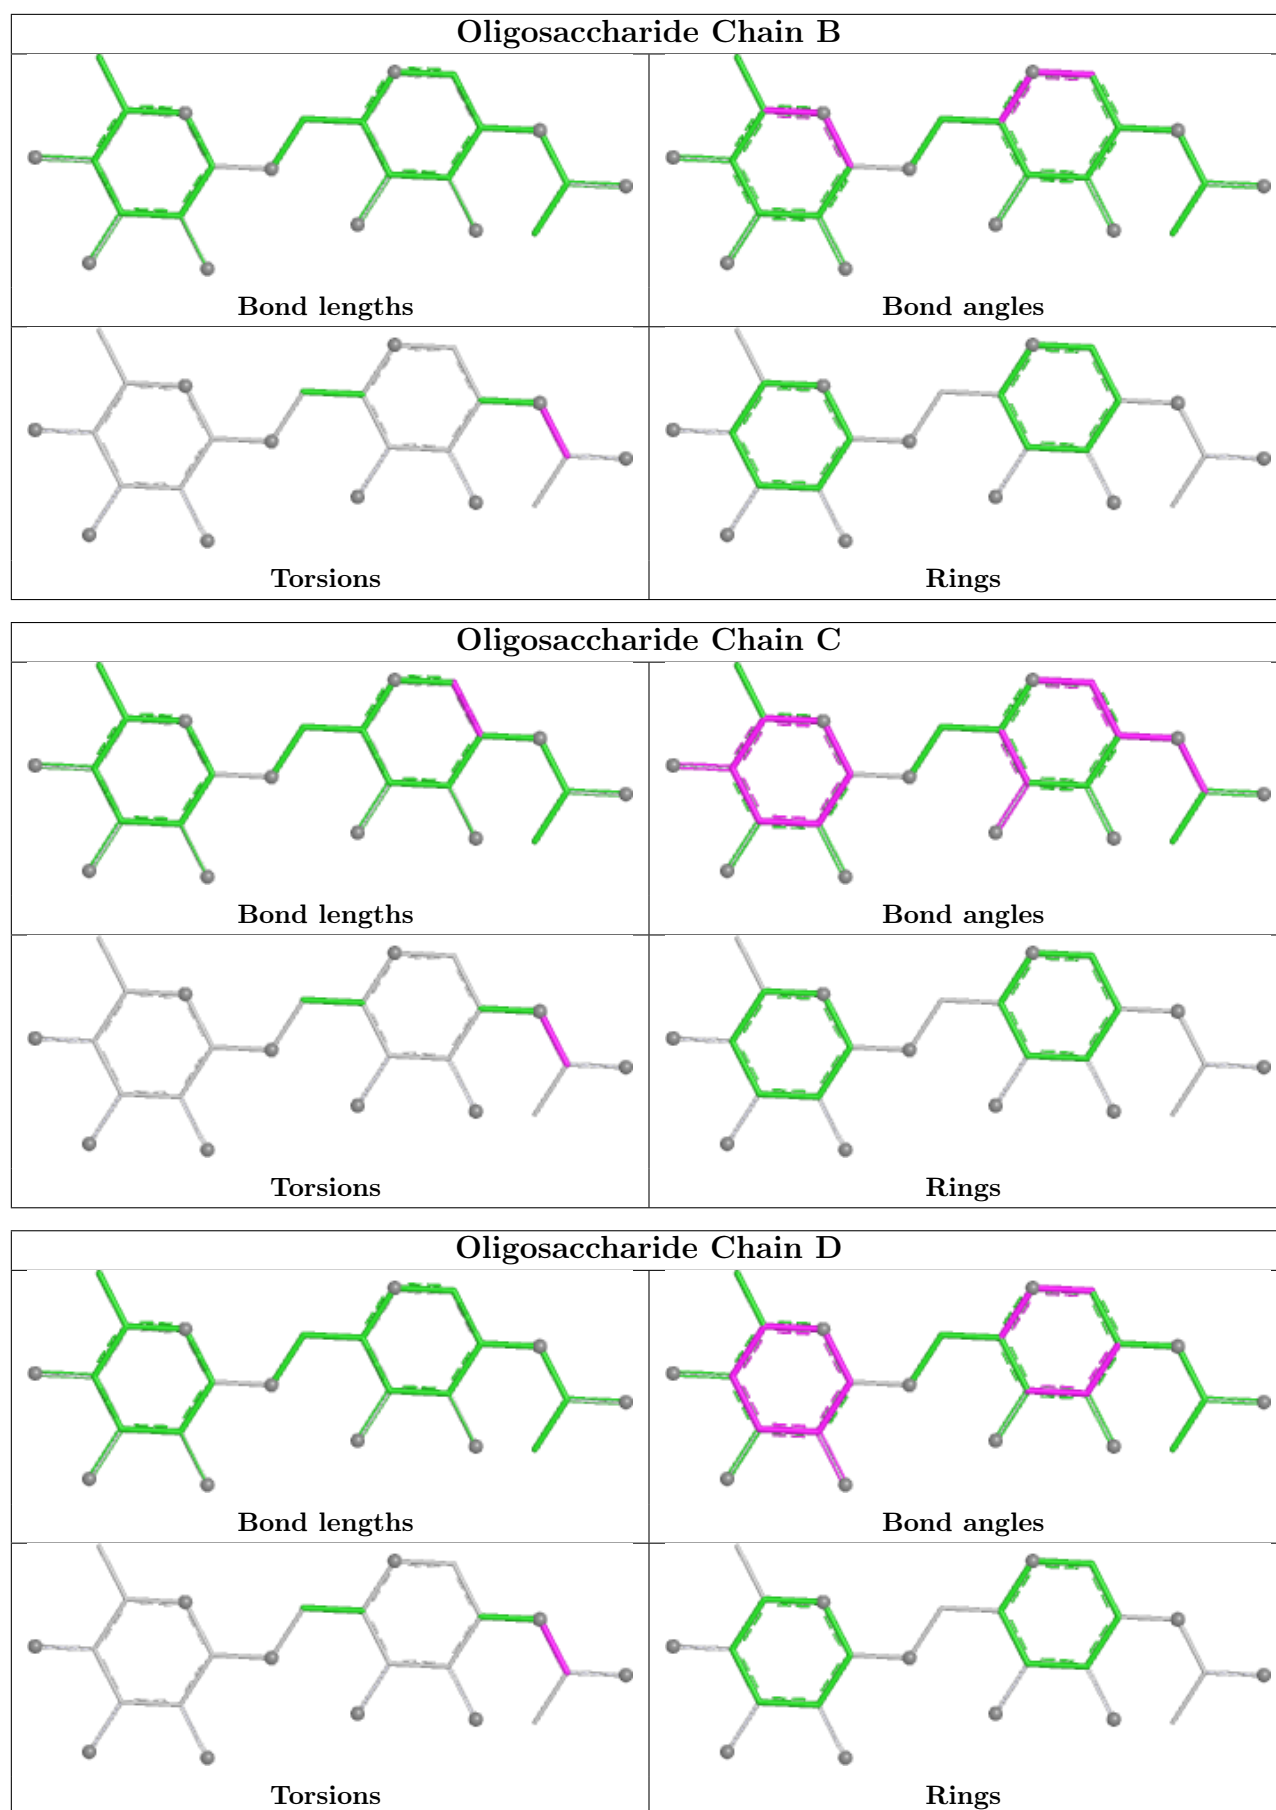 Oligosaccharide Chain B
Bond lengths
Bond angles
Torsions
Rings
Oligosaccharide Chain C
Bond lengths
Bond angles
Torsions
Rings
Oligosaccharide Chain D
Bond lengths
Bond angles
Torsions
Rings